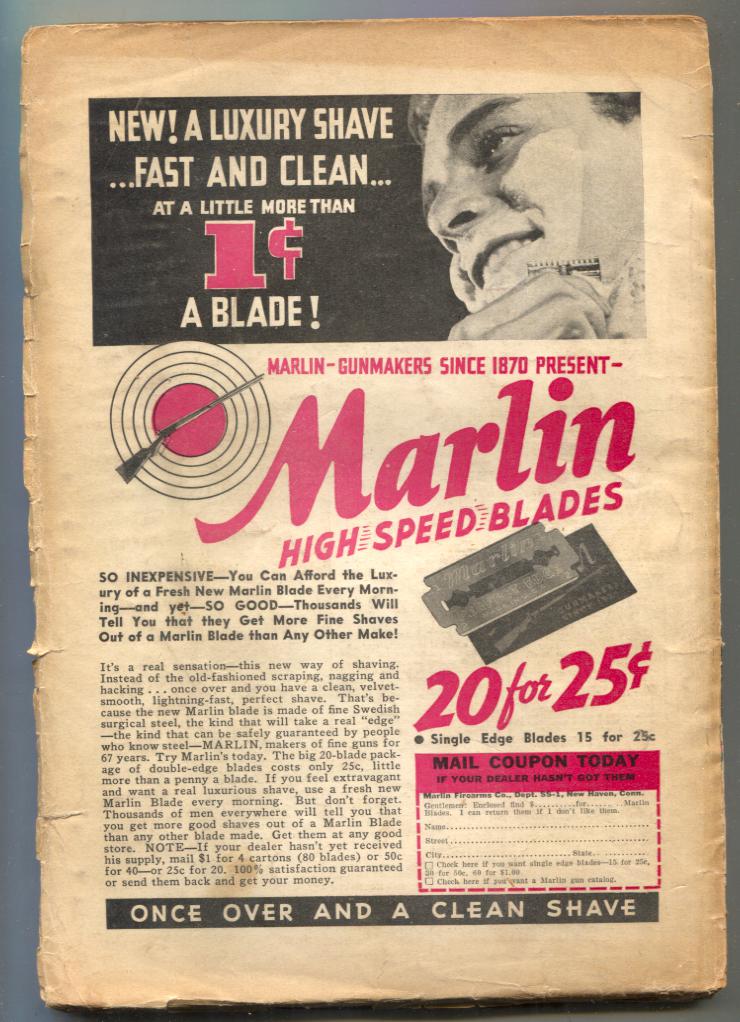 NEW! A LUXURY SHAVE
...FAST AND CLEAN...
AT A LITTLE MORE THAN
1¢
A BLADE!
MARLIN-GUNMAKERS SINCE 1870 PRESENT-
Marlin
HIGH SPEED BLADES
SO INEXPENSIVE—You Can Afford the Lux-
ury of a Fresh New Marlin Blade Every Morn-
ing—and yet—SO GOOD—Thousands Will
Tell You that they Get More Fine Shaves
Out of a Marlin Blade than Any Other Make!
It's a real sensation—this new way of shaving.
Instead of the old-fashioned scraping, nagging and
hacking . . . once over and you have a clean, velvet-
smooth, lightning-fast, perfect shave. That's be-
cause the new Marlin blade is made of fine Swedish
surgical steel, the kind that will take a real "edge"
—the kind that can be safely guaranteed by people
who know steel—MARLIN, makers of fine guns for
67 years. Try Marlin's today. The big 20-blade pack-
age of double-edge blades costs only 25c, little
more than a penny a blade. If you feel extravagant
and want a real luxurious shave, use a fresh new
Marlin Blade every morning. But don't forget.
Thousands of men everywhere will tell you that
you get more good shaves out of a Marlin Blade
than any other blade made. Get them at any good
store. NOTE—If your dealer hasn't yet received
his supply, mail $1 for 4 cartons (80 blades) or 50c
for 40—or 25c for 20. 100% satisfaction guaranteed
or send them back and get your money.
Marlin
20 for 25¢
● Single Edge Blades 15 for 25c
MAIL COUPON TODAY
IF YOUR DEALER HASN'T GOT THEM
Marlin Firearms Co., Dept. SS-1, New Haven, Conn.
Gentlemen: Enclosed find $........for.......Marlin
Blades. I can return them if I don't like them.
Name
Street
City State
☐ Check here if you want single edge blades—15 for 25c,
30 for 50c, 60 for $1.00
☐ Check here if you want a Marlin gun catalog.
ONCE OVER AND A CLEAN SHAVE